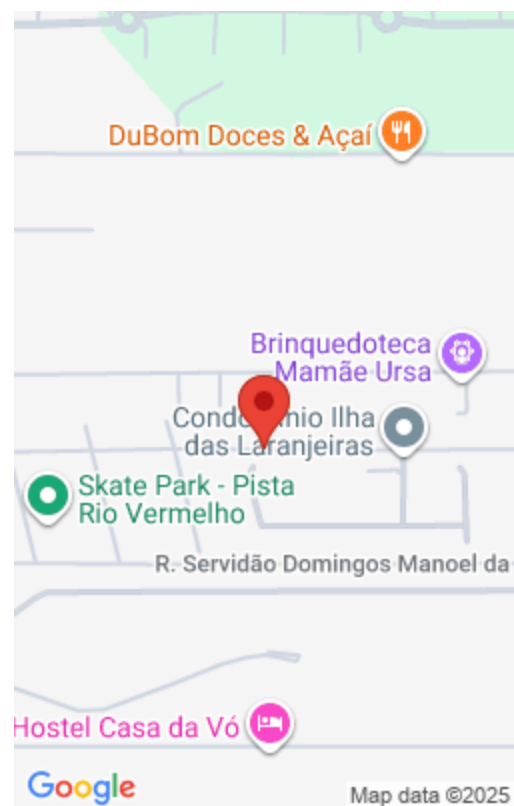 DuBom Doces & Açaí
Brinquedoteca
Mamãe Ursa
Ilha
das Laranjeiras
Skate Park - Pista
Rio Vermelho
R. Servidão Domingos Manoel da
Hostel Casa da Vó
Google
Map data ©2025